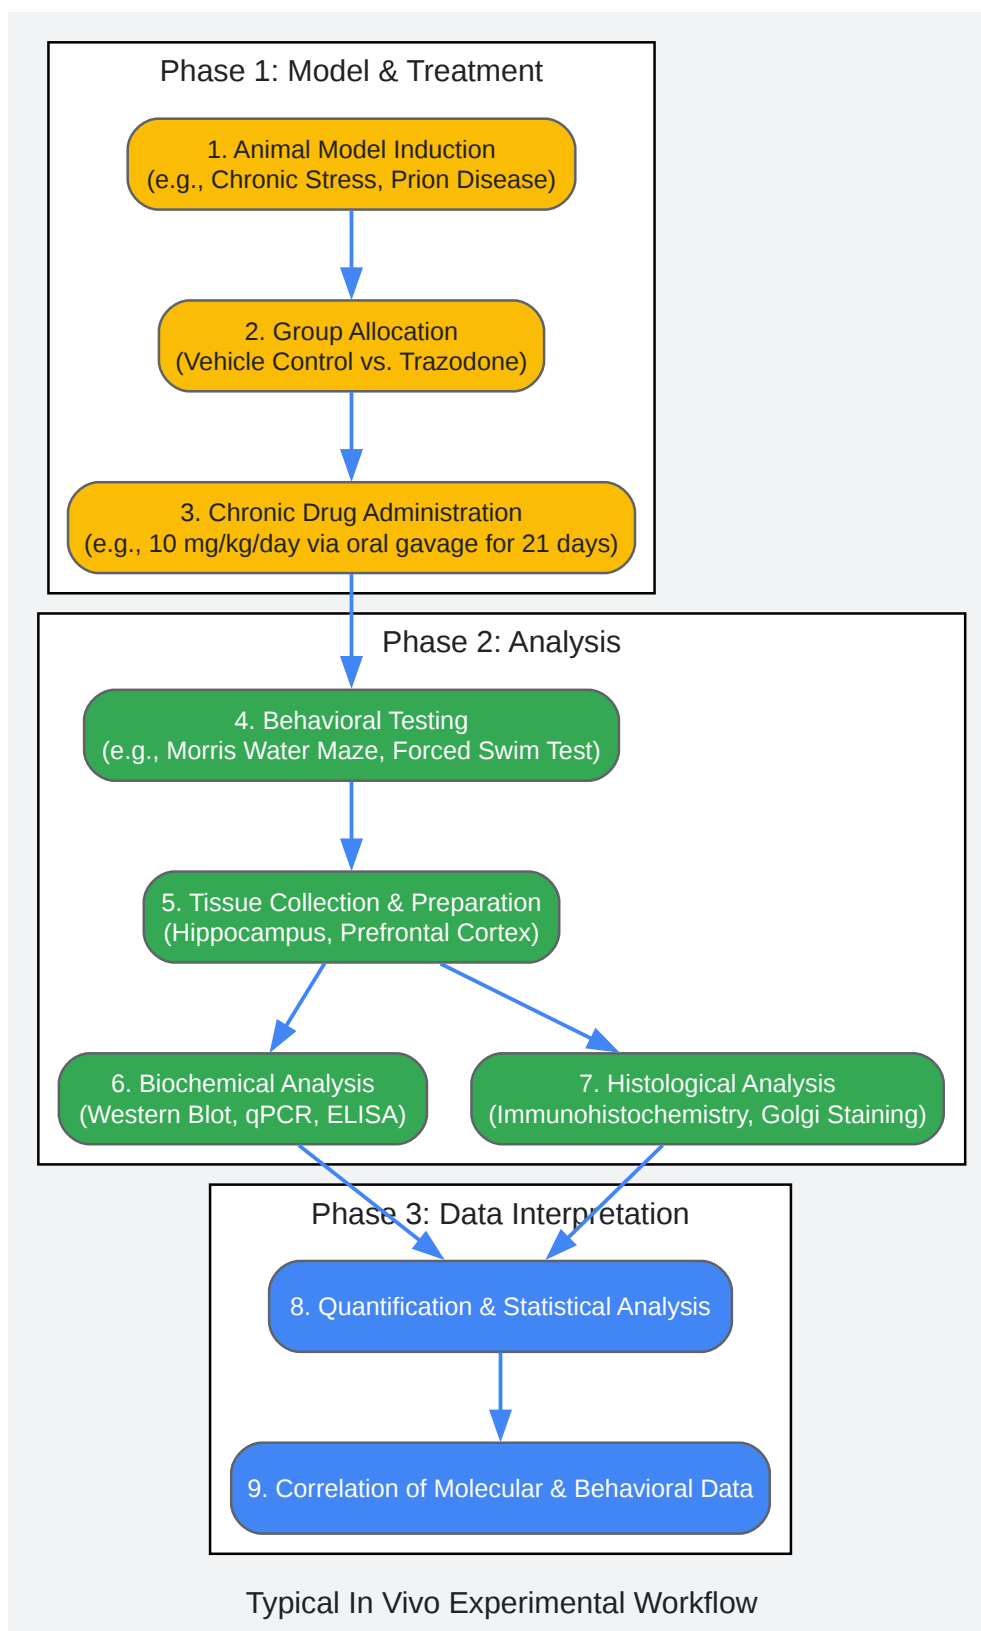 Phase 1: Model & Treatment
1. Animal Model Induction
(e.g., Chronic Stress, Prion Disease)
2. Group Allocation
(Vehicle Control vs. Trazodone)
3. Chronic Drug Administration
(e.g., 10 mg/kg/day via oral gavage for 21 days)
Phase 2: Analysis
4. Behavioral Testing
(e.g., Morris Water Maze, Forced Swim Test)
5. Tissue Collection & Preparation
(Hippocampus, Prefrontal Cortex)
6. Biochemical Analysis
(Western Blot, qPCR, ELISA)
7. Histological Analysis
(Immunohistochemistry, Golgi Staining)
Phase 3: Data Interpretation
8. Quantification & Statistical Analysis
9. Correlation of Molecular & Behavioral Data
Typical In Vivo Experimental Workflow